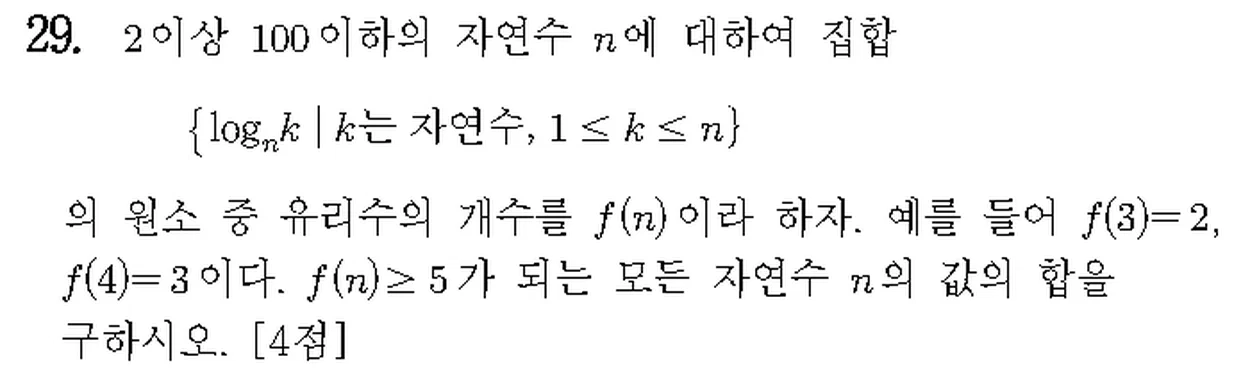 29. 2이상 100이하의 자연수 n에 대하여 집합
{logₙk | k는 자연수, 1 ≤ k ≤ n}
의 원소 중 유리수의 개수를 f(n)이라 하자. 예를 들어 f(3)=2,
f(4)=3이다. f(n)≥5가 되는 모든 자연수 n의 값의 합을
구하시오. [4점]